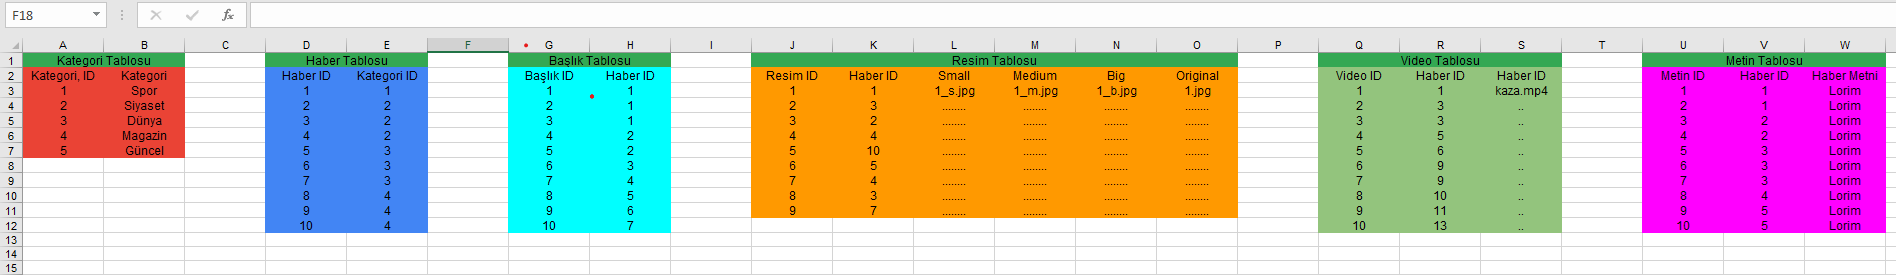 F18 fx
A B C D E F G H I J K L M N O P Q R S T U V W
1 Kategori Tablosu Haber Tablosu Başlık Tablosu Resim Tablosu Video Tablosu Metin Tablosu
2 Kategori, ID Kategori Haber ID Kategori ID Başlık ID Haber ID Resim ID Haber ID Small Medium Big Original Video ID Haber ID Haber ID Metin ID Haber ID Haber Metni
3 1 Spor 1 1 1 1 1 1 1_s.jpg 1_m.jpg 1_b.jpg 1.jpg 1 1 kaza.mp4 1 1 Lorim
4 2 Siyaset 2 2 2 1 2 3 ........ ........ ........ ........ 2 3 .. 2 1 Lorim
5 3 Dünya 3 2 3 1 3 2 ........ ........ ........ ........ 3 3 .. 3 2 Lorim
6 4 Magazin 4 2 4 2 4 4 ........ ........ ........ ........ 4 5 .. 4 2 Lorim
7 5 Güncel 5 3 5 2 5 10 ........ ........ ........ ........ 5 6 .. 5 3 Lorim
8 6 3 6 3 6 5 ........ ........ ........ ........ 6 9 .. 6 3 Lorim
9 7 3 7 4 7 4 ........ ........ ........ ........ 7 9 .. 7 3 Lorim
10 8 4 8 5 8 3 ........ ........ ........ ........ 8 10 .. 8 4 Lorim
11 9 4 9 6 9 7 ........ ........ ........ ........ 9 11 .. 9 5 Lorim
12 10 4 10 7 10 13 .. 10 5 Lorim
13
14
15